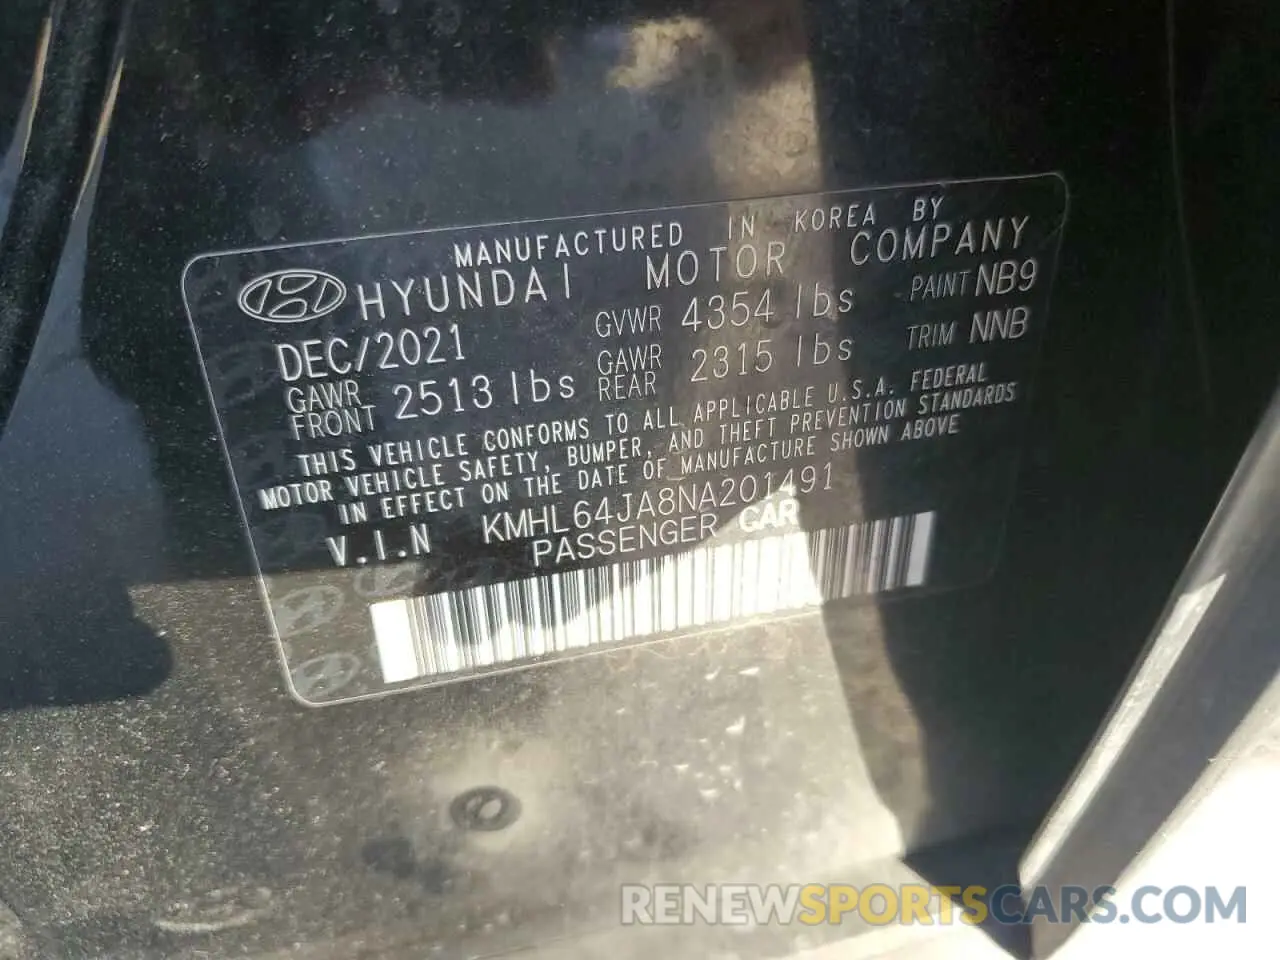 MANUFACTURED IN KOREA BY
HYUNDAI MOTOR COMPANY
DEC/2021 GVWR 4354 lbs PAINT NB9
GAWR FRONT 2513 lbs GAWR REAR 2315 lbs TRIM NNB
THIS VEHICLE CONFORMS TO ALL APPLICABLE U.S.A. FEDERAL
MOTOR VEHICLE SAFETY, BUMPER, AND THEFT PREVENTION STANDARDS
IN EFFECT ON THE DATE OF MANUFACTURE SHOWN ABOVE
V.I.N KMHL64JA8NA201491
PASSENGER CAR
RENEWSPORTSCARS.COM